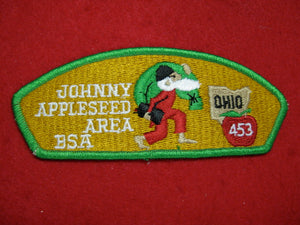 JOHNNY
APPLESEED
AREA
BSA
OHIO
453